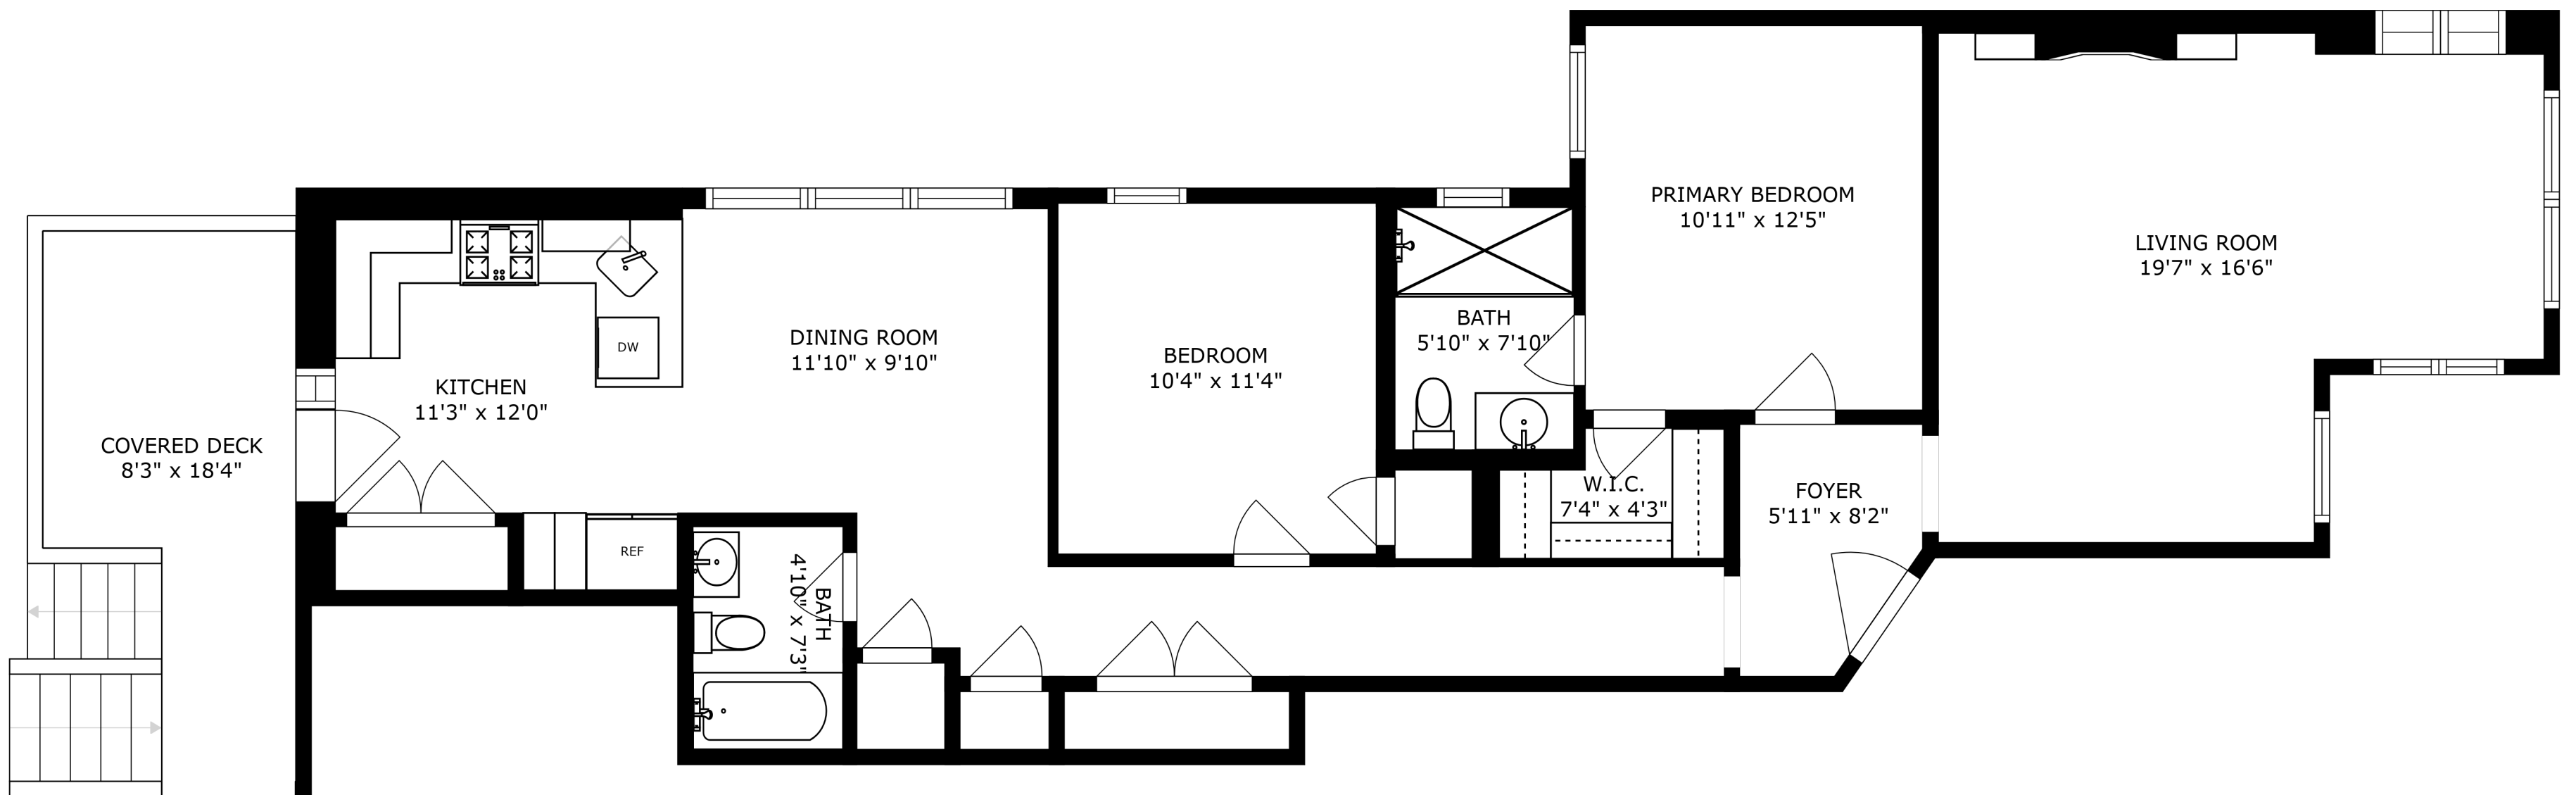 PRIMARY BEDROOM
10'11" x 12'5"
LIVING ROOM
19'7" x 16'6"
BATH
5'10" x 7'10"
DINING ROOM
11'10" x 9'10"
DW
BEDROOM
10'4" x 11'4"
KITCHEN
11'3" x 12'0"
COVERED DECK
8'3" x 18'4"
W.I.C.
7'4" x 4'3"
FOYER
5'11" x 8'2"
REF
BATH
4'10" x 7'3"